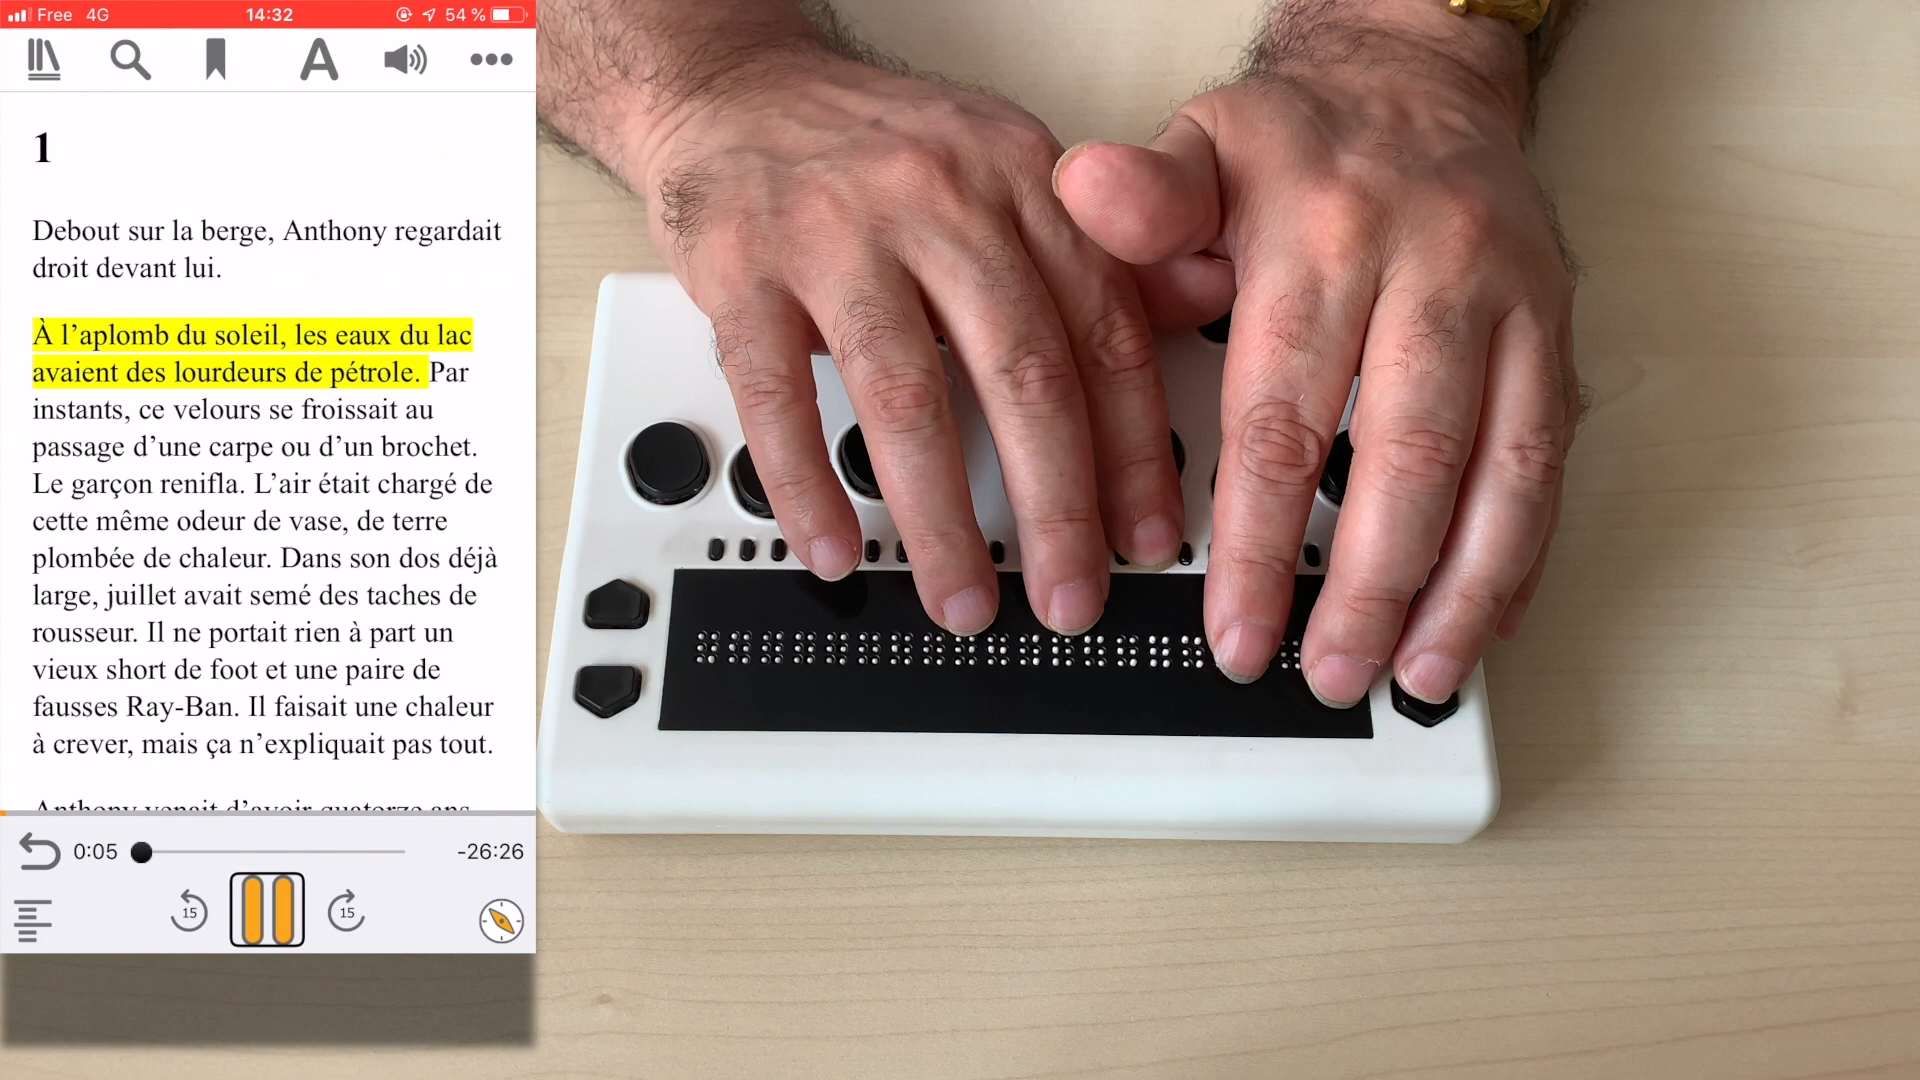 Free 4G 14:32 54 %
A
1
Debout sur la berge, Anthony regardait
droit devant lui.
À l’aplomb du soleil, les eaux du lac
avaient des lourdeurs de pétrole. Par
instants, ce velours se froissait au
passage d’une carpe ou d’un brochet.
Le garçon renifla. L’air était chargé de
cette même odeur de vase, de terre
plombée de chaleur. Dans son dos déjà
large, juillet avait semé des taches de
rousseur. Il ne portait rien à part un
vieux short de foot et une paire de
fausses Ray-Ban. Il faisait une chaleur
à crever, mais ça n’expliquait pas tout.
Anthony venait d’avoir quatorze ans
0:05 -26:26
15 15